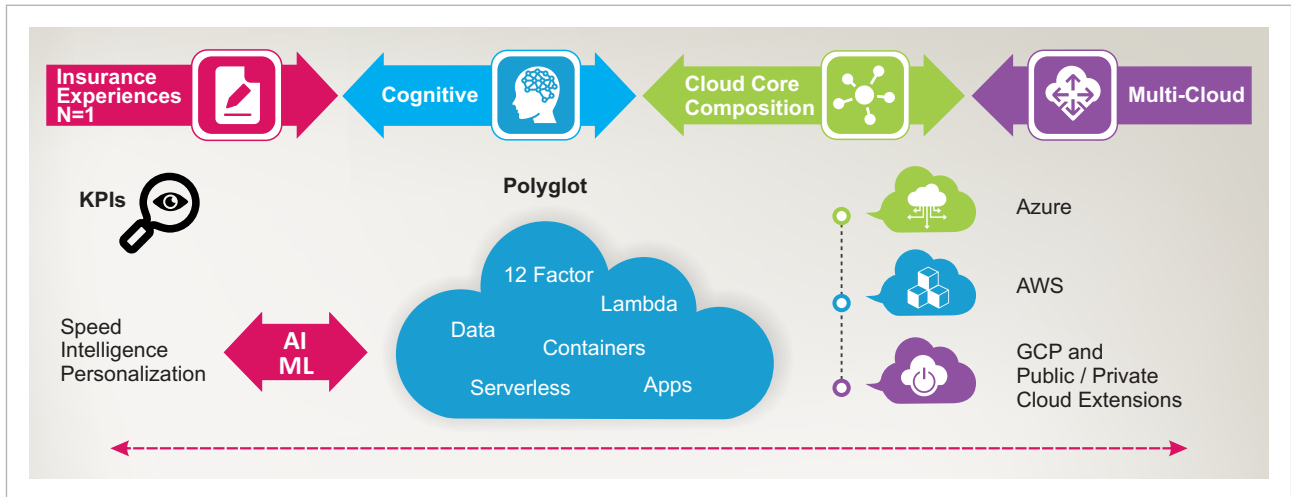 Insurance
Experiences
N=1
Cognitive
Cloud Core
Composition
Multi-Cloud
KPIs
Polyglot
12 Factor
Lambda
Data
Containers
Serverless
Apps
Speed
Intelligence
Personalization
AI
ML
Azure
AWS
GCP and
Public / Private
Cloud Extensions